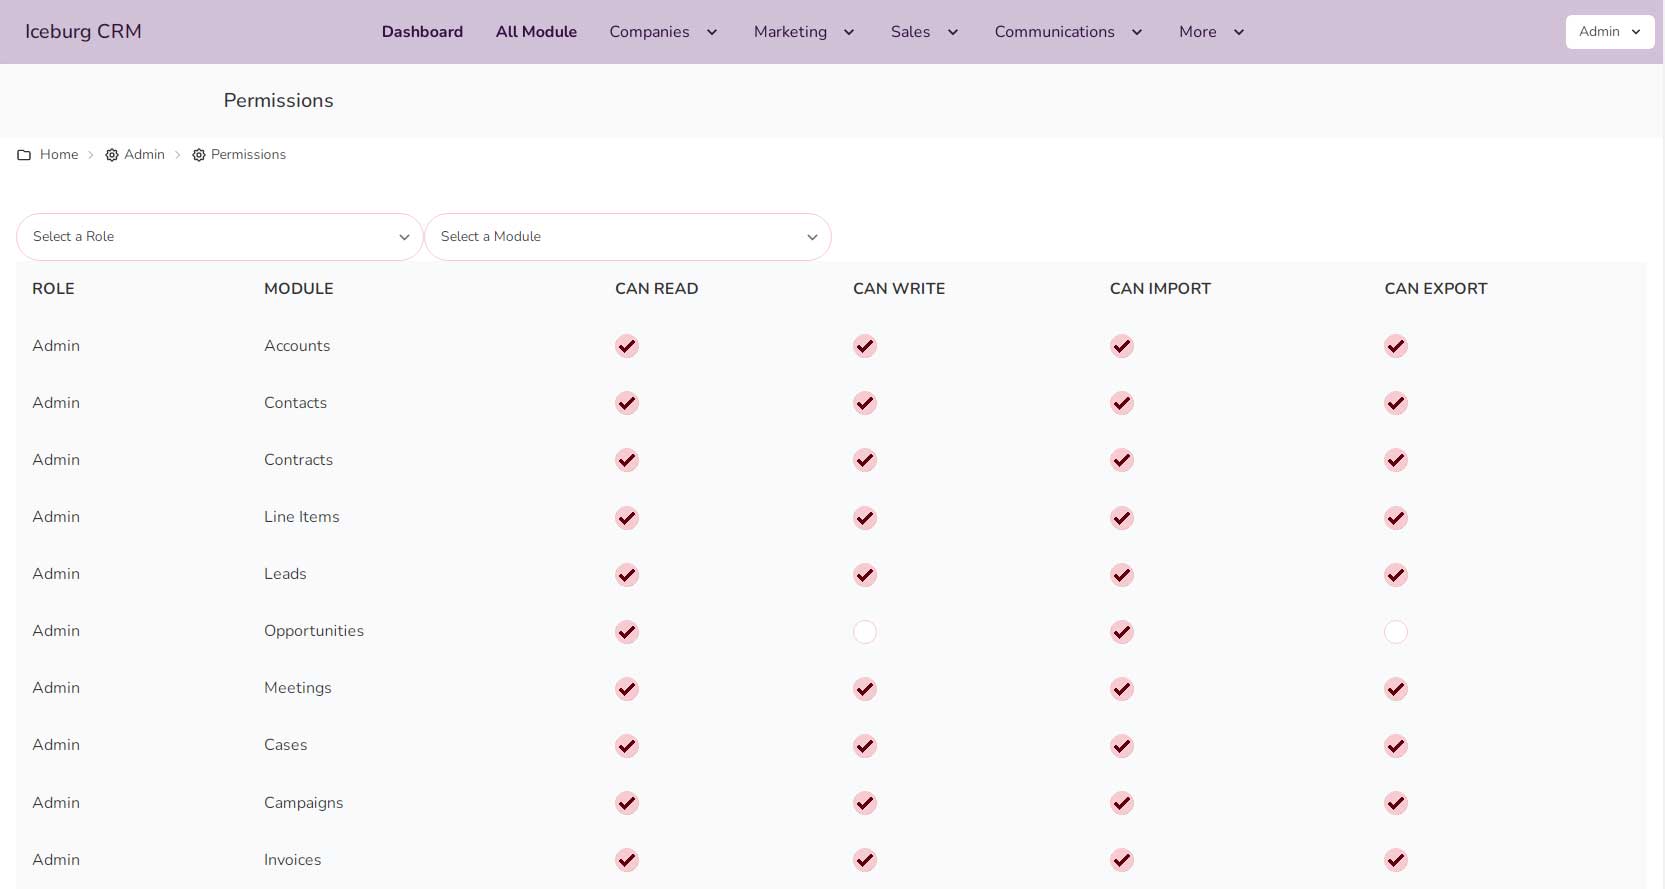 Iceburg CRM Dashboard All Module Companies Marketing Sales Communications More Admin
Permissions
Home Admin Permissions
Select a Role Select a Module
ROLE MODULE CAN READ CAN WRITE CAN IMPORT CAN EXPORT
Admin Accounts
Admin Contacts
Admin Contracts
Admin Line Items
Admin Leads
Admin Opportunities
Admin Meetings
Admin Cases
Admin Campaigns
Admin Invoices